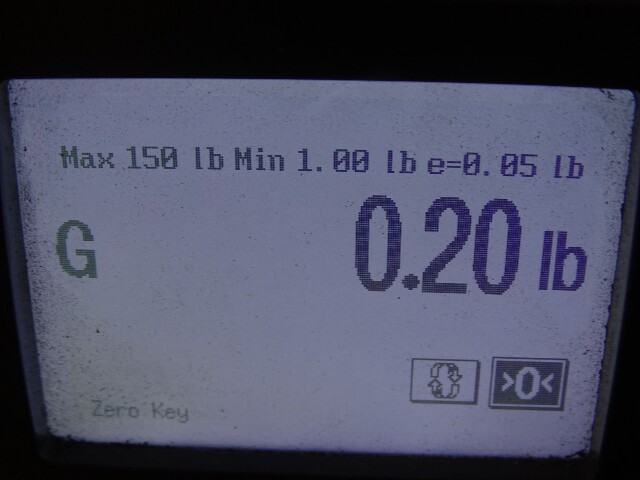 Max 150 lb Min 1.00 lb e=0.05 lb
G 0.20 lb
>0<
Zero Key